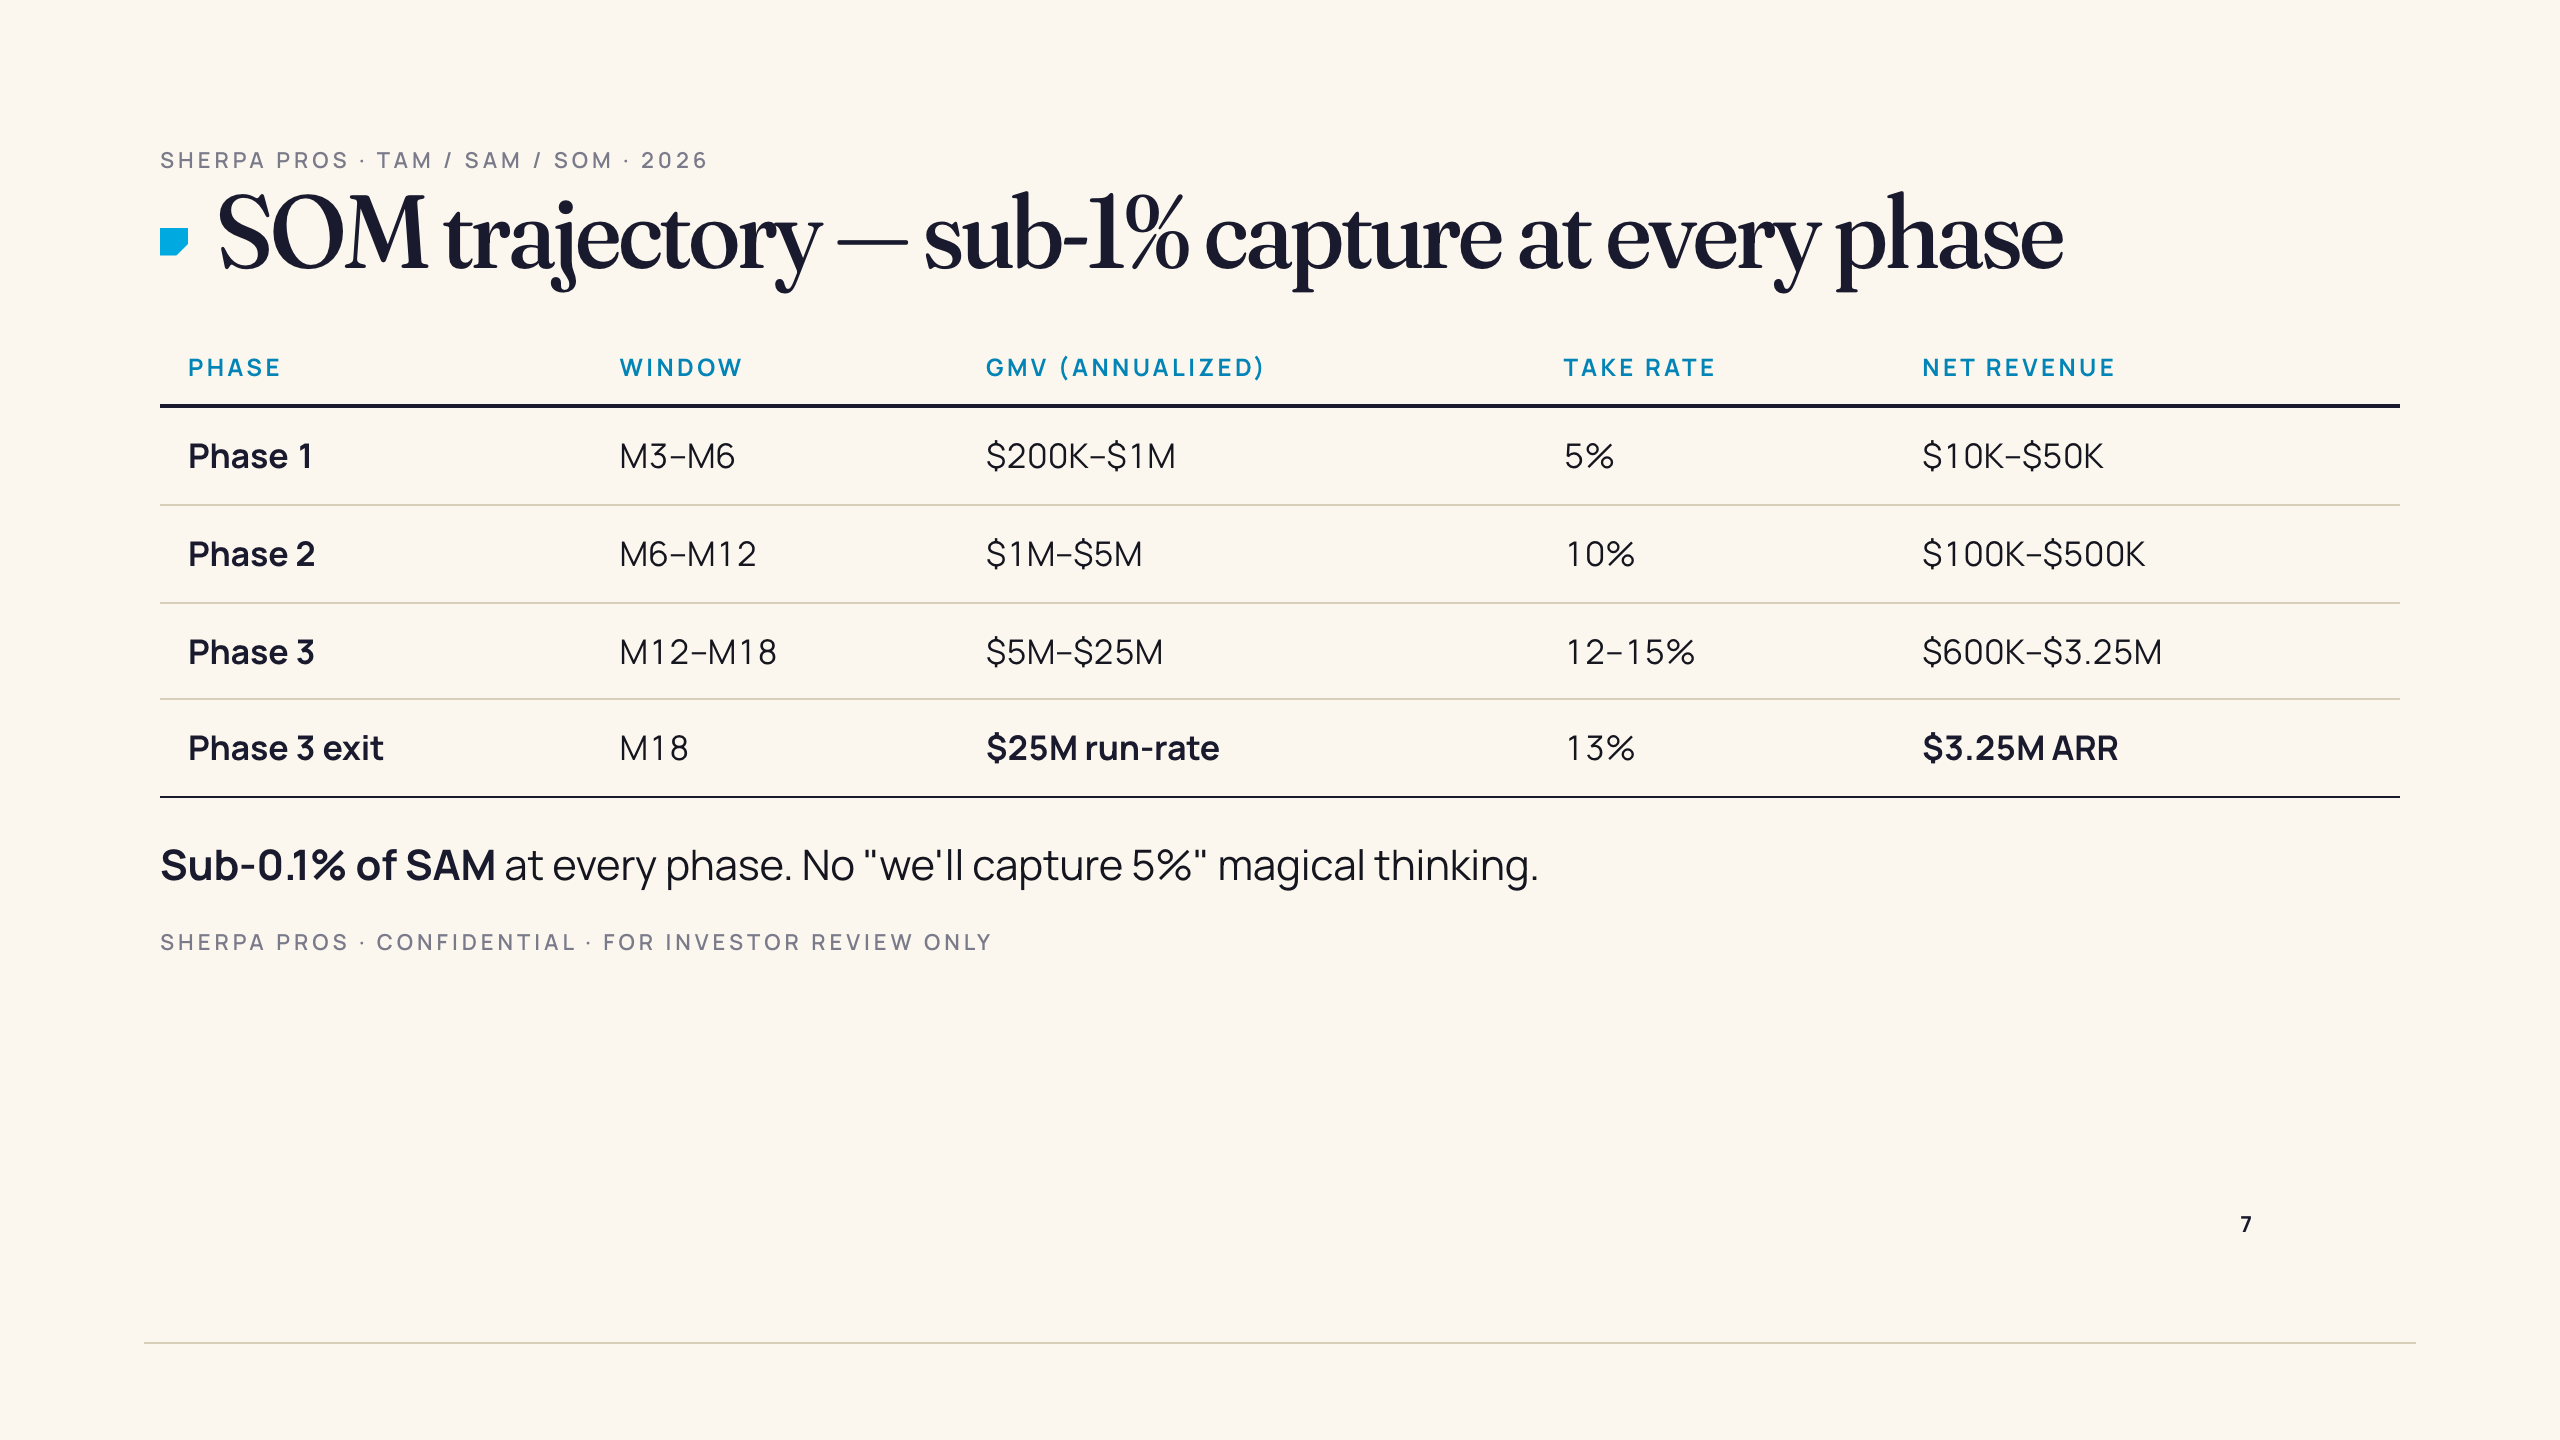 SHERPA PROS · TAM / SAM / SOM · 2026
SOM trajectory — sub-1% capture at every phase
PHASE WINDOW GMV (ANNUALIZED) TAKE RATE NET REVENUE
Phase 1 M3–M6 $200K–$1M 5% $10K–$50K
Phase 2 M6–M12 $1M–$5M 10% $100K–$500K
Phase 3 M12–M18 $5M–$25M 12–15% $600K–$3.25M
Phase 3 exit M18 $25M run-rate 13% $3.25M ARR
Sub-0.1% of SAM at every phase. No "we'll capture 5%" magical thinking.
SHERPA PROS · CONFIDENTIAL · FOR INVESTOR REVIEW ONLY
7